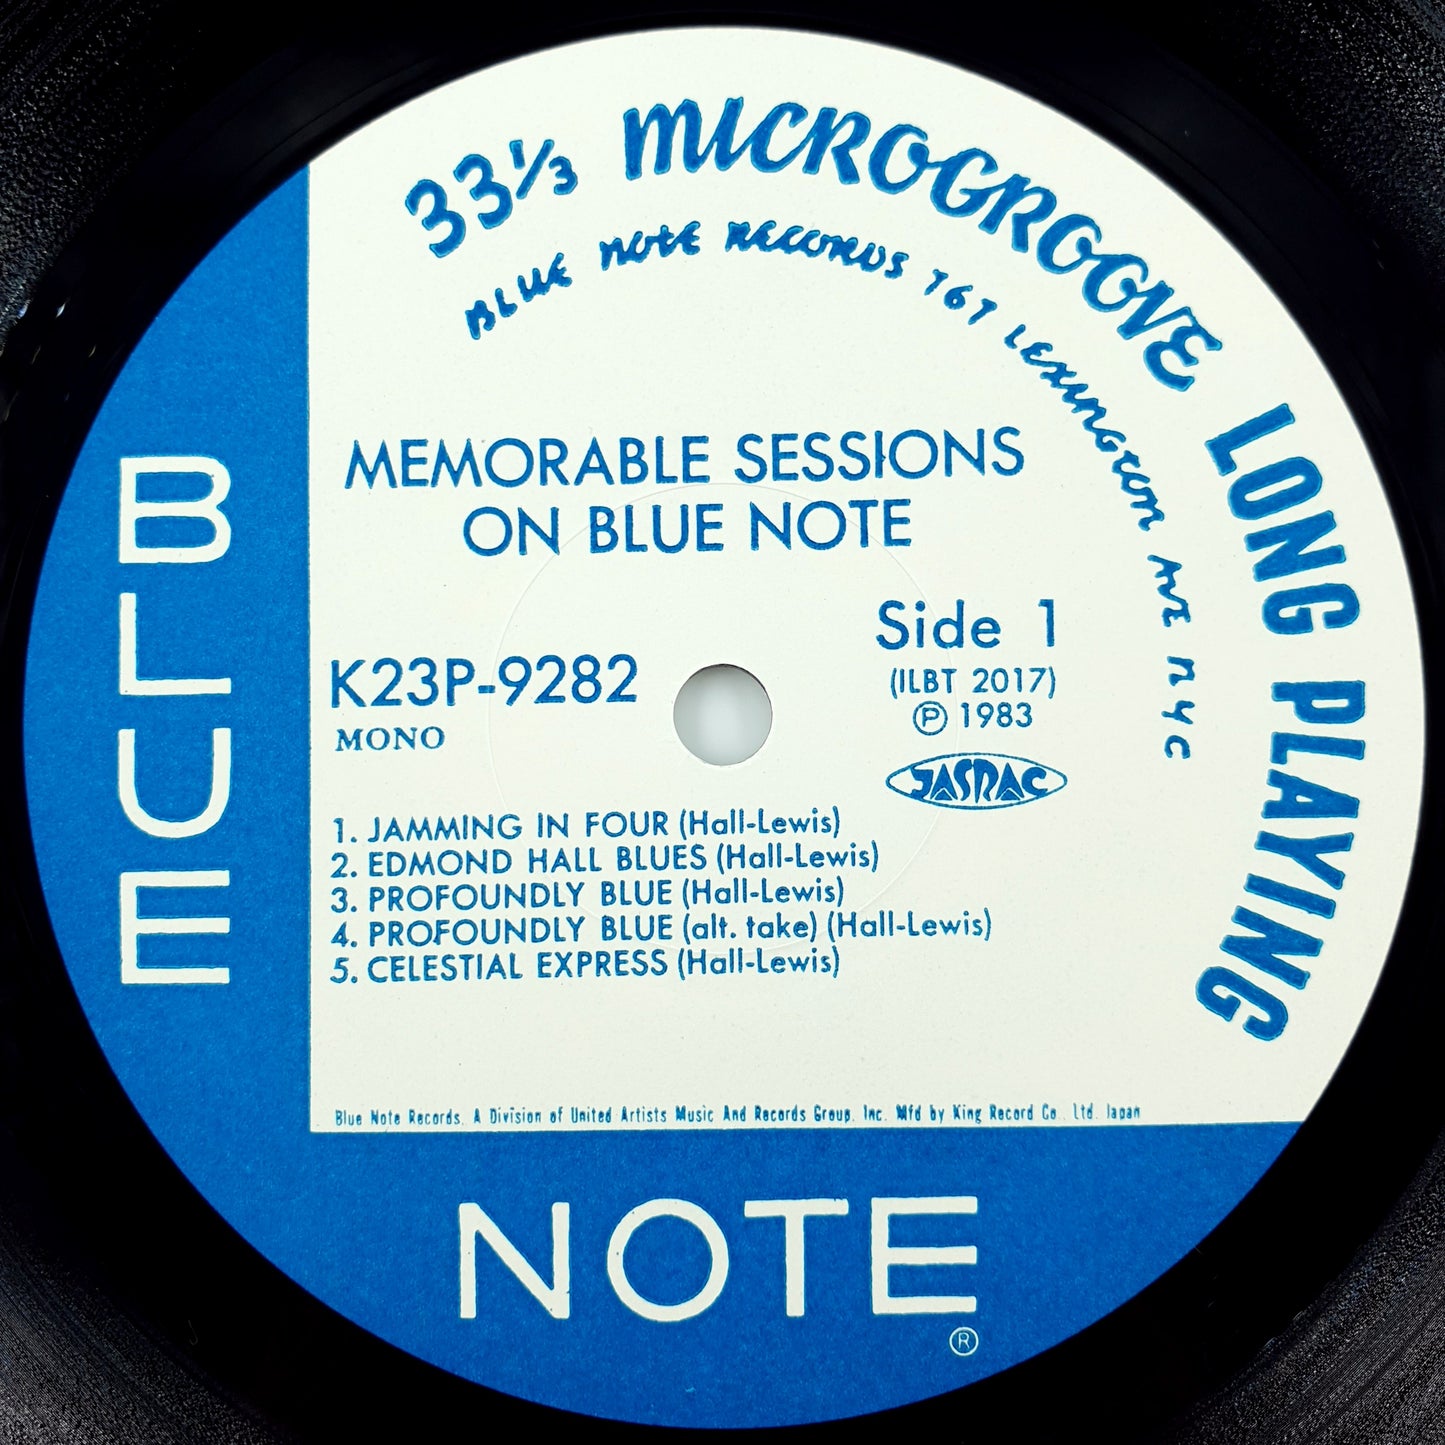 33⅓ MICROGROOVE LONG PLAYING
BLUE NOTE RECORDS 767 LEXINGTON AVE NYC
MEMORABLE SESSIONS
ON BLUE NOTE
Side 1
K23P-9282
(ILBT 2017)
MONO
Ⓟ 1983
JASRAC
1. JAMMING IN FOUR (Hall-Lewis)
2. EDMOND HALL BLUES (Hall-Lewis)
3. PROFOUNDLY BLUE (Hall-Lewis)
4. PROFOUNDLY BLUE (alt. take) (Hall-Lewis)
5. CELESTIAL EXPRESS (Hall-Lewis)
Blue Note Records, A Division of United Artists Music And Records Group, Inc. Mfd by King Record Co., Ltd. Japan
BLUE
NOTE
®